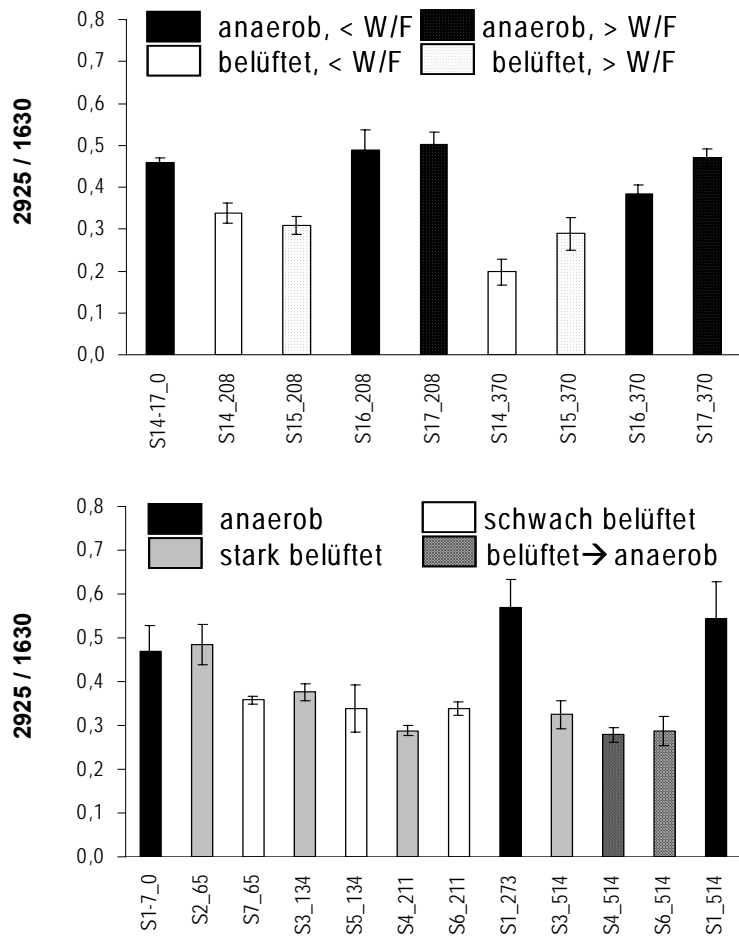 0,8
0,7
0,6
0,5
0,4
0,3
0,2
0,1
0,0
2925 / 1630
anaerob, < W/F
anaerob, > W/F
belüftet, < W/F
belüftet, > W/F
S14-17_0
S14_208
S15_208
S16_208
S17_208
S14_370
S15_370
S16_370
S17_370
0,8
0,7
0,6
0,5
0,4
0,3
0,2
0,1
0,0
2925 / 1630
anaerob
schwach belüftet
stark belüftet
belüftet→ anaerob
S1-7_0
S2_65
S7_65
S3_134
S5_134
S4_211
S6_211
S1_273
S3_514
S4_514
S6_514
S1_514